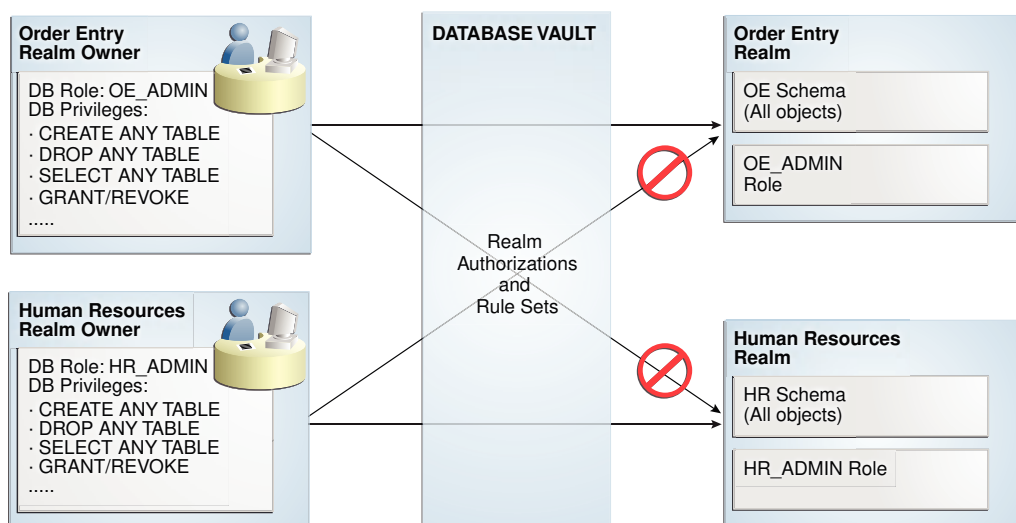 Order Entry
Realm Owner
DB Role: OE_ADMIN
DB Privileges:
· CREATE ANY TABLE
· DROP ANY TABLE
· SELECT ANY TABLE
· GRANT/REVOKE
.....
Human Resources
Realm Owner
DB Role: HR_ADMIN
DB Privileges:
· CREATE ANY TABLE
· DROP ANY TABLE
· SELECT ANY TABLE
· GRANT/REVOKE
.....
DATABASE VAULT
Realm
Authorizations
and
Rule Sets
Order Entry
Realm
OE Schema
(All objects)
OE_ADMIN
Role
Human Resources
Realm
HR Schema
(All objects)
HR_ADMIN Role